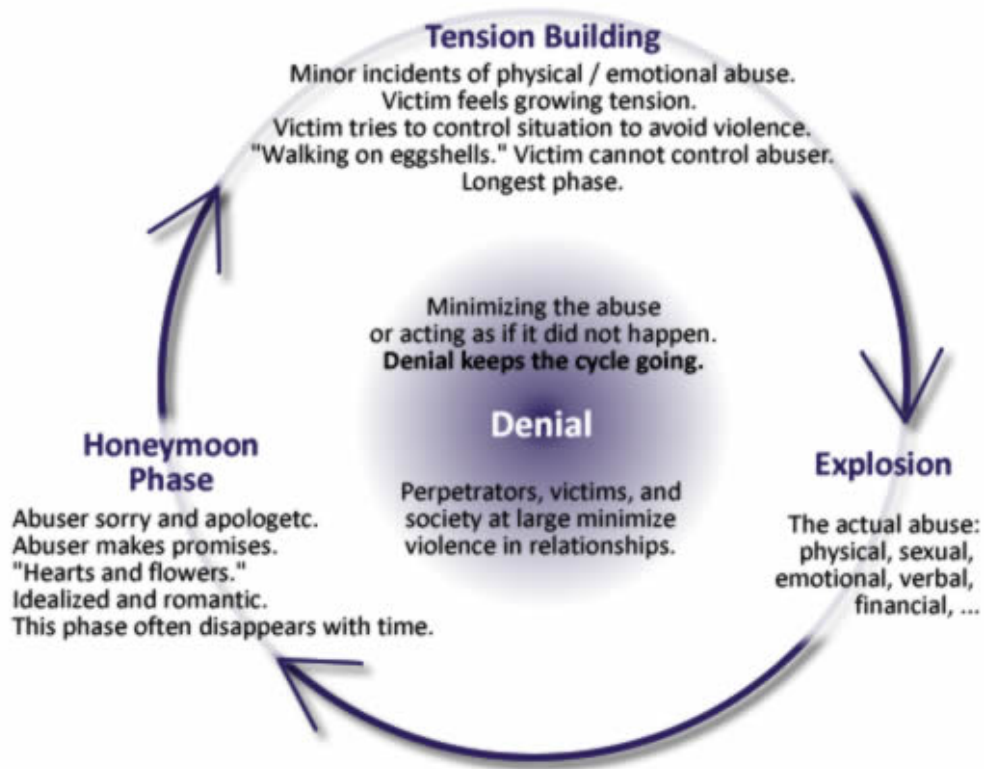 Tension Building
Minor incidents of physical / emotional abuse.
Victim feels growing tension.
Victim tries to control situation to avoid violence.
"Walking on eggshells." Victim cannot control abuser.
Longest phase.
Minimizing the abuse
or acting as if it did not happen.
Denial keeps the cycle going.
Denial
Perpetrators, victims, and
society at large minimize
violence in relationships.
Explosion
The actual abuse:
physical, sexual,
emotional, verbal,
financial, ...
Honeymoon
Phase
Abuser sorry and apologetc.
Abuser makes promises.
"Hearts and flowers."
Idealized and romantic.
This phase often disappears with time.